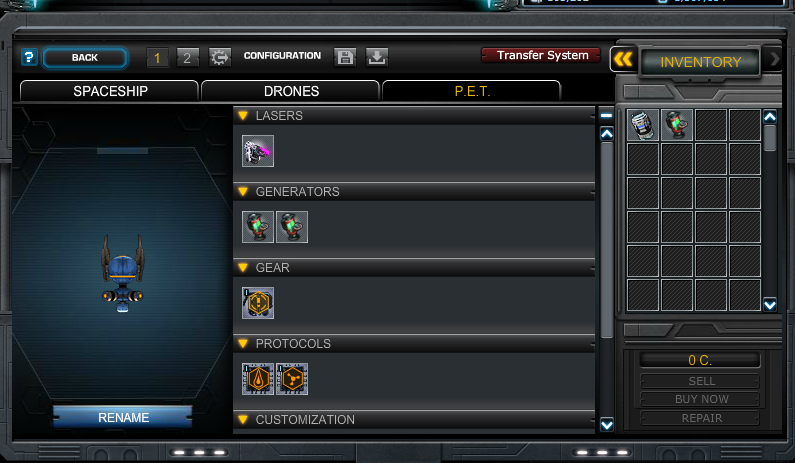 ?
BACK
1
2
CONFIGURATION
Transfer System
INVENTORY
SPACESHIP
DRONES
P.E.T.
LASERS
GENERATORS
GEAR
PROTOCOLS
CUSTOMIZATION
RENAME
0 C.
SELL
BUY NOW
REPAIR